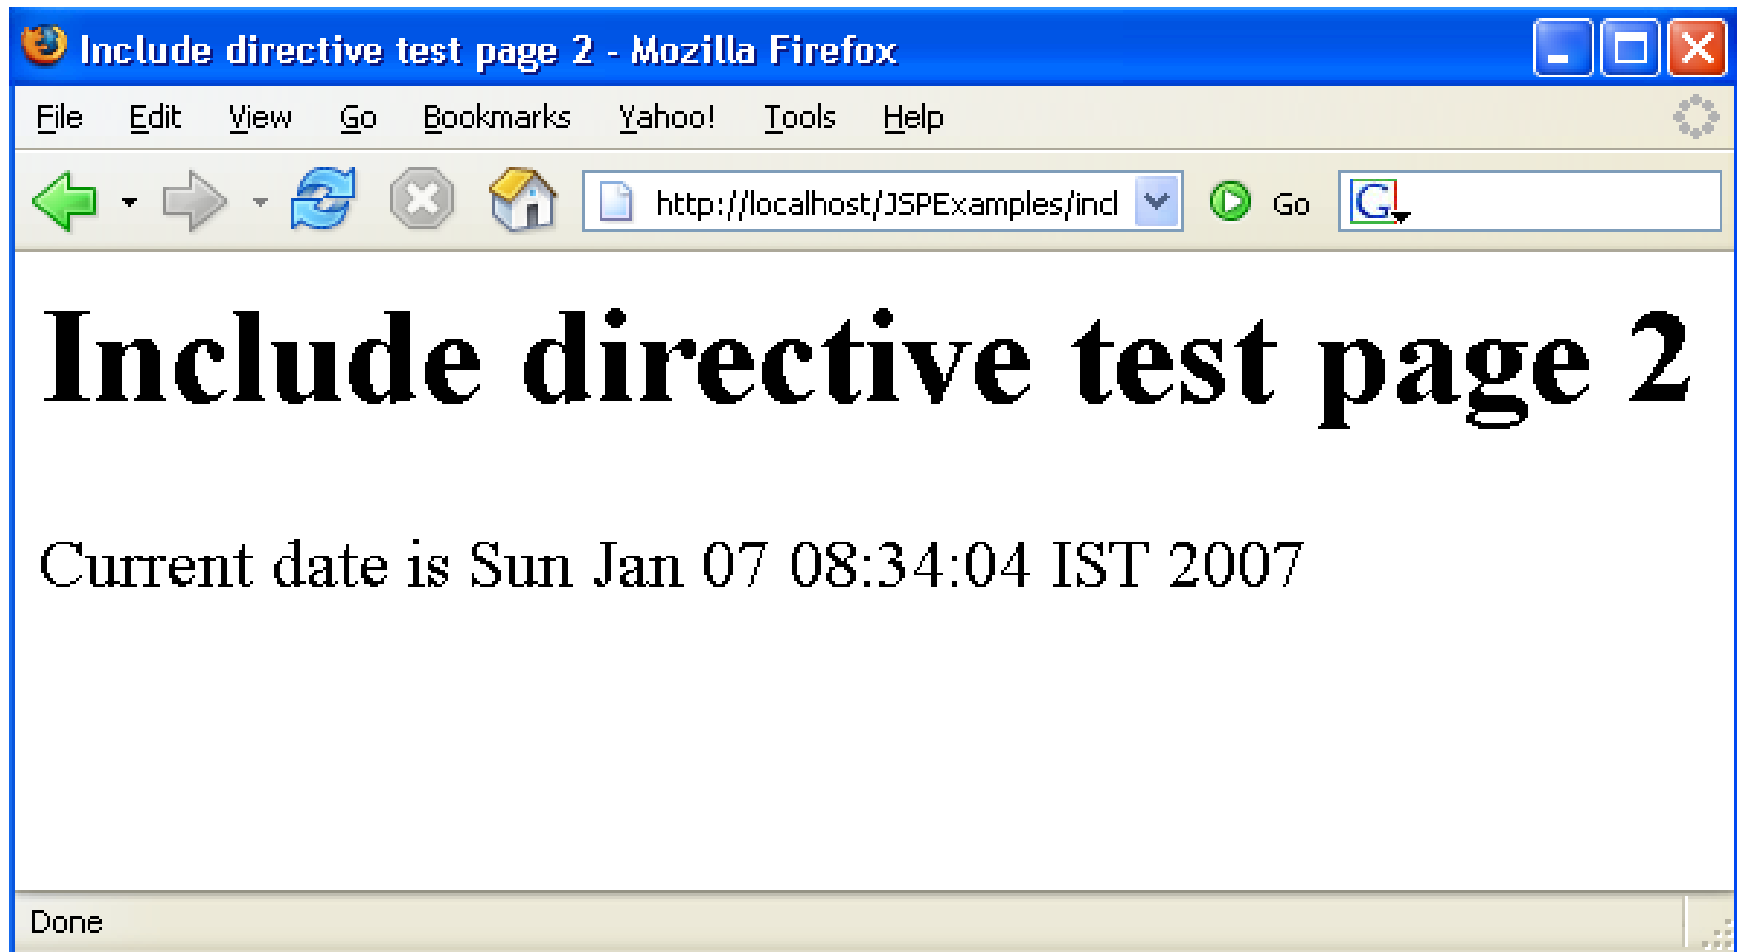 Include directive test page 2 - Mozilla Firefox
File Edit View Go Bookmarks Yahoo! Tools Help
http://localhost/JSPExamples/incl Go G
Include directive test page 2
Current date is Sun Jan 07 08:34:04 IST 2007
Done